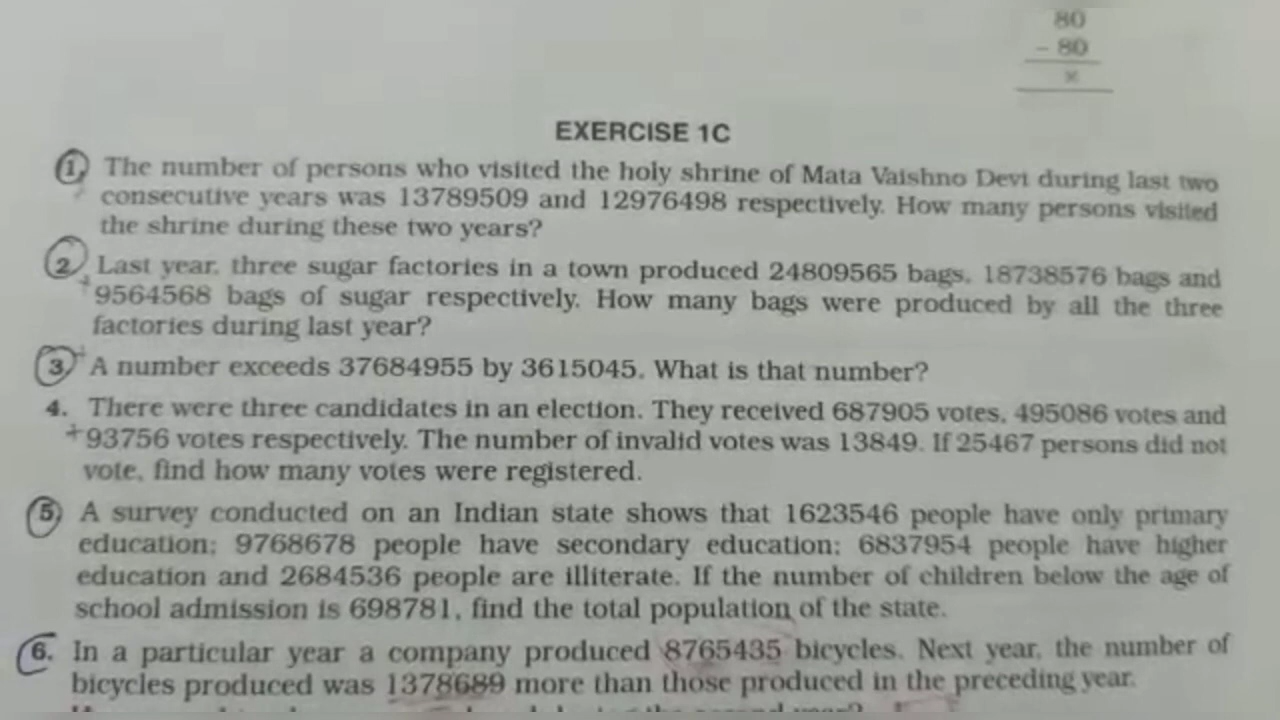 80
- 80
×
EXERCISE 1C
1. The number of persons who visited the holy shrine of Mata Vaishno Devi during last two
consecutive years was 13789509 and 12976498 respectively. How many persons visited
the shrine during these two years?
2. Last year, three sugar factories in a town produced 24809565 bags, 18738576 bags and
+ 9564568 bags of sugar respectively. How many bags were produced by all the three
factories during last year?
3. + A number exceeds 37684955 by 3615045. What is that number?
4. There were three candidates in an election. They received 687905 votes, 495086 votes and
+ 93756 votes respectively. The number of invalid votes was 13849. If 25467 persons did not
vote, find how many votes were registered.
5. A survey conducted on an Indian state shows that 1623546 people have only primary
education; 9768678 people have secondary education; 6837954 people have higher
education and 2684536 people are illiterate. If the number of children below the age of
school admission is 698781, find the total population of the state.
6. In a particular year a company produced 8765435 bicycles. Next year, the number of
bicycles produced was 1378689 more than those produced in the preceding year.